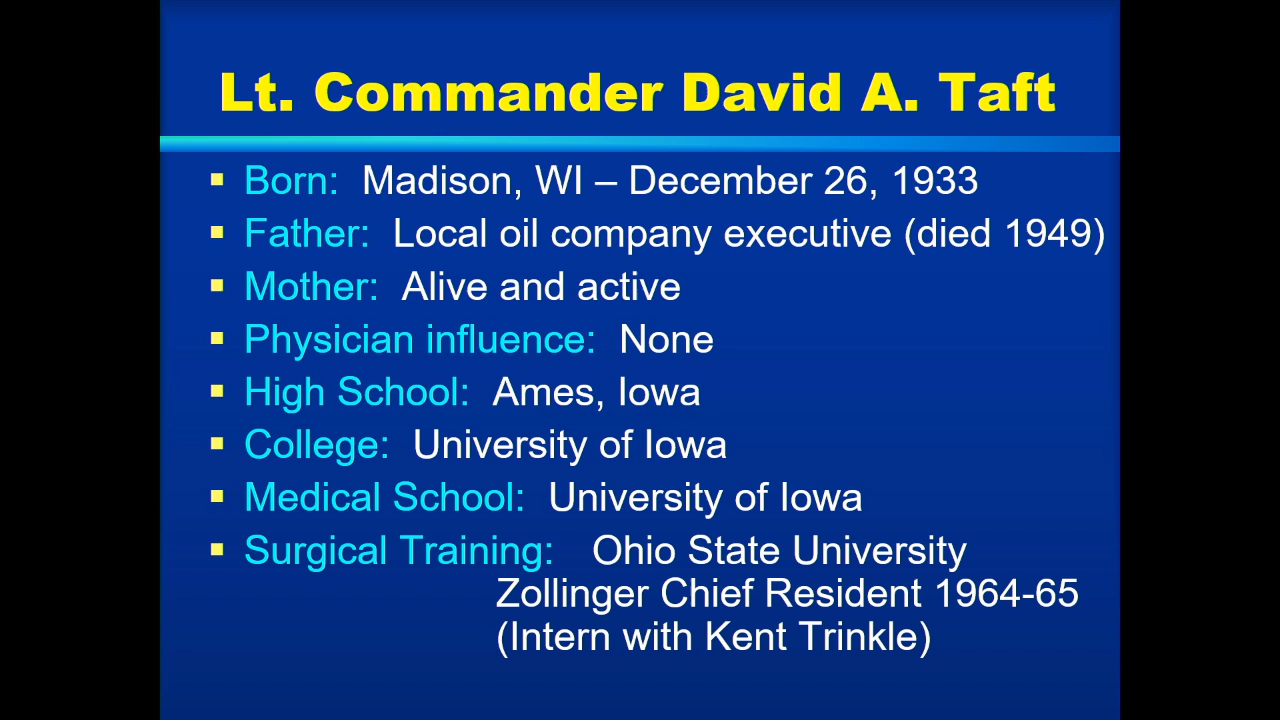 Lt. Commander David A. Taft
Born: Madison, WI – December 26, 1933
Father: Local oil company executive (died 1949)
Mother: Alive and active
Physician influence: None
High School: Ames, Iowa
College: University of Iowa
Medical School: University of Iowa
Surgical Training: Ohio State University
Zollinger Chief Resident 1964-65
(Intern with Kent Trinkle)